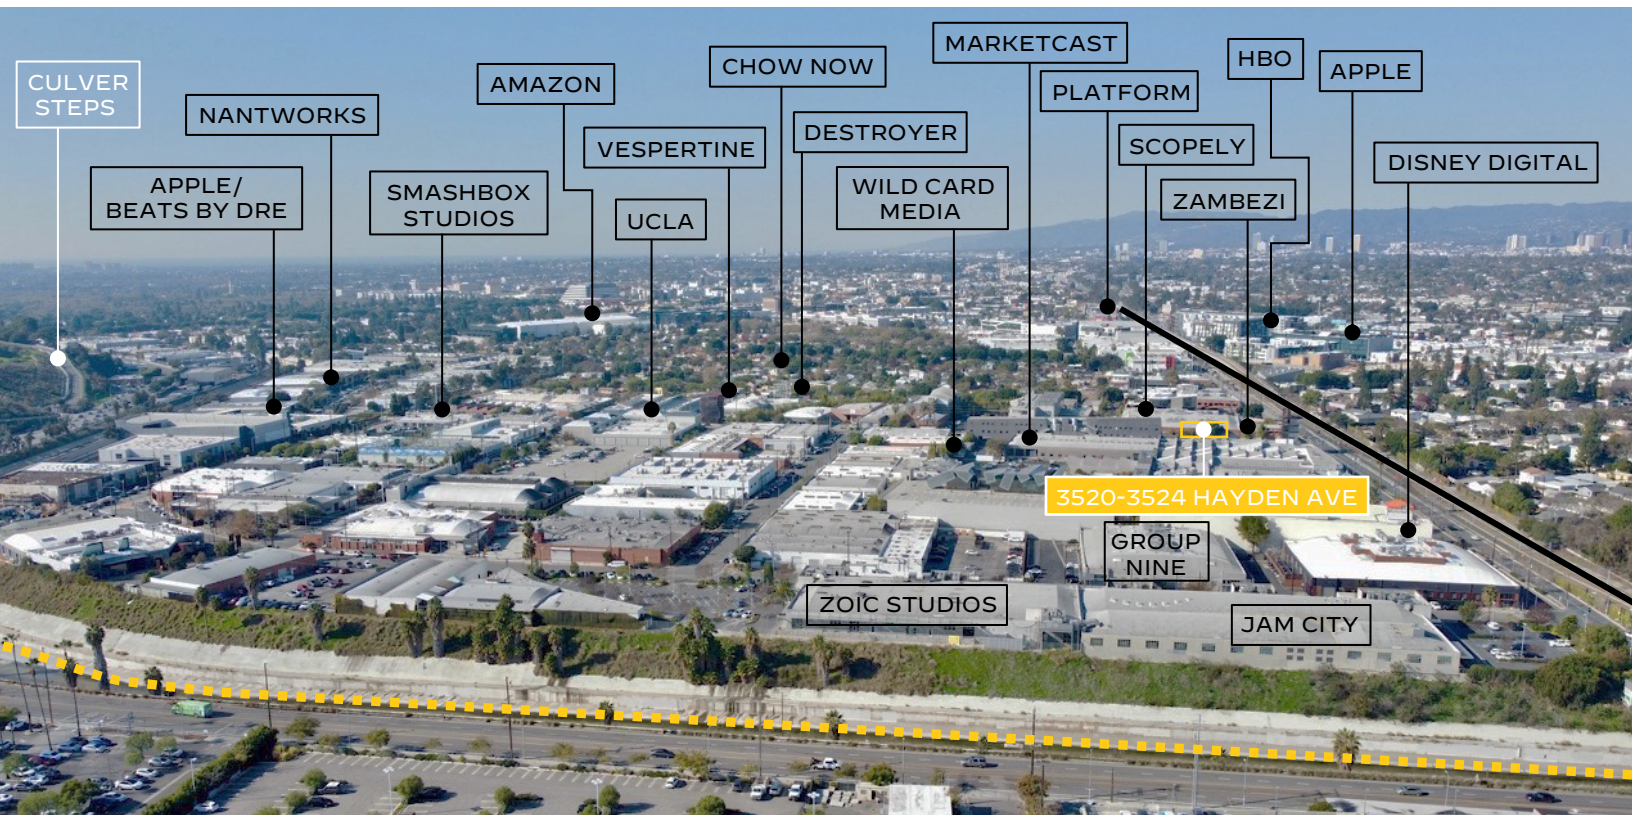 CULVER
STEPS
NANTWORKS
APPLE/
BEATS BY DRE
AMAZON
SMASHBOX
STUDIOS
VESPERTINE
UCLA
CHOW NOW
DESTROYER
WILD CARD
MEDIA
MARKETCAST
PLATFORM
SCOPELY
ZAMBEZI
HBO
APPLE
DISNEY DIGITAL
3520-3524 HAYDEN AVE
GROUP
NINE
ZOIC STUDIOS
JAM CITY